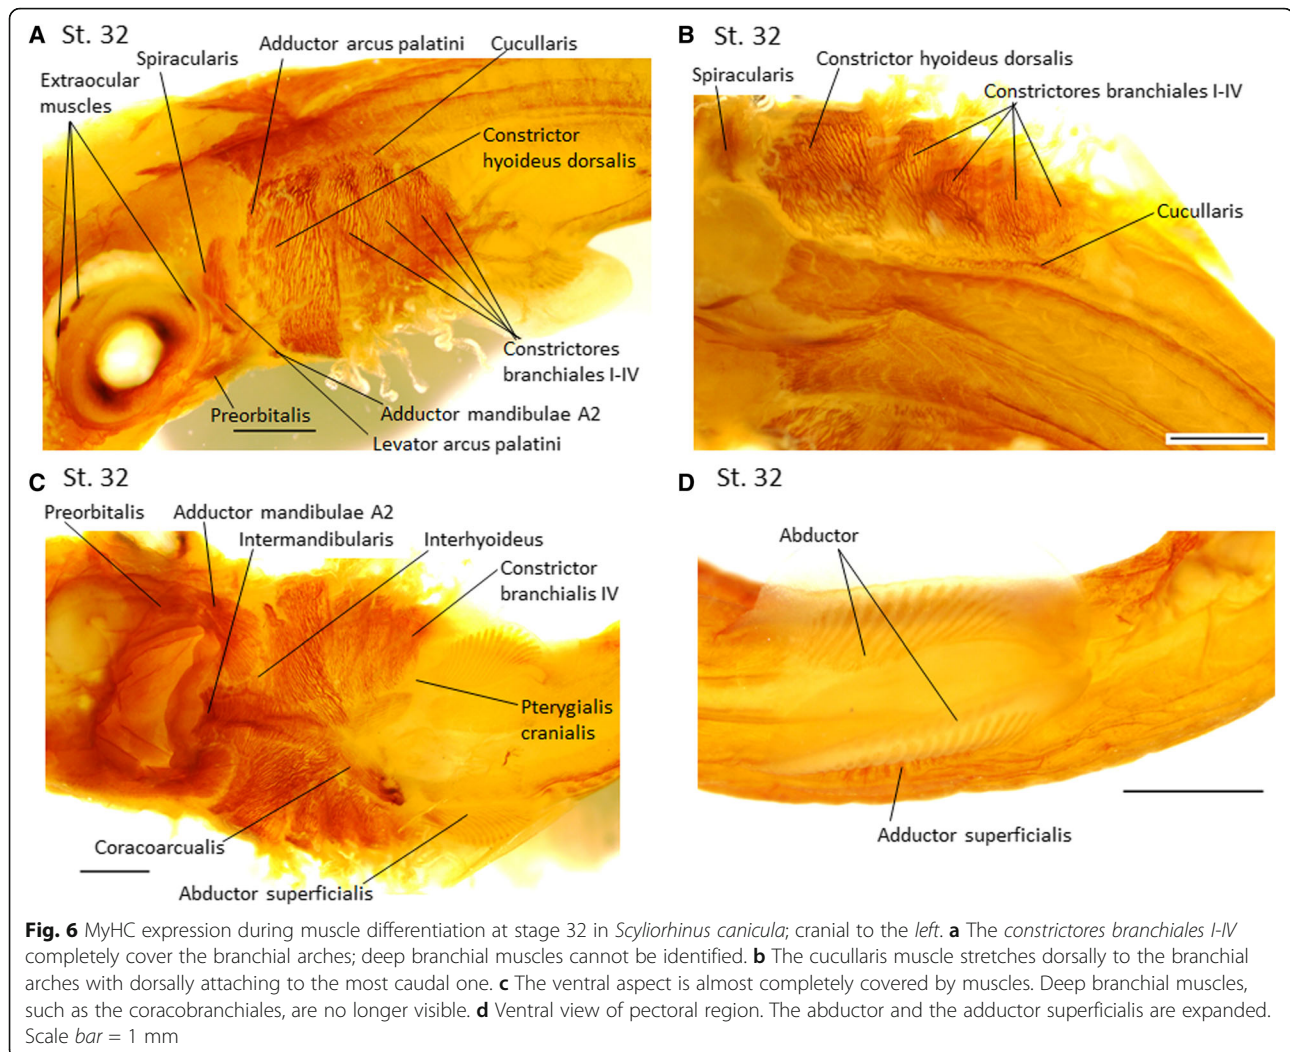 A St. 32
Adductor arcus palatini
Cucullaris
Spiracularis
Extraocular
muscles
Constrictor
hyoideus dorsalis
Constrictores
branchiales I-IV
Preorbitalis
Adductor mandibulae A2
Levator arcus palatini
B St. 32
Constrictor hyoideus dorsalis
Spiracularis
Constrictores branchiales I-IV
Cucullaris
C St. 32
Preorbitalis
Adductor mandibulae A2
Intermandibularis
Interhyoideus
Constrictor
branchialis IV
Pterygialis
cranialis
Coracoarcualis
Abductor superficialis
D St. 32
Abductor
Adductor superficialis
Fig. 6 MyHC expression during muscle differentiation at stage 32 in Scyliorhinus canicula; cranial to the left. a The constrictores branchiales I-IV
completely cover the branchial arches; deep branchial muscles cannot be identified. b The cucullaris muscle stretches dorsally to the branchial
arches with dorsally attaching to the most caudal one. c The ventral aspect is almost completely covered by muscles. Deep branchial muscles,
such as the coracobranchiales, are no longer visible. d Ventral view of pectoral region. The abductor and the adductor superficialis are expanded.
Scale bar = 1 mm